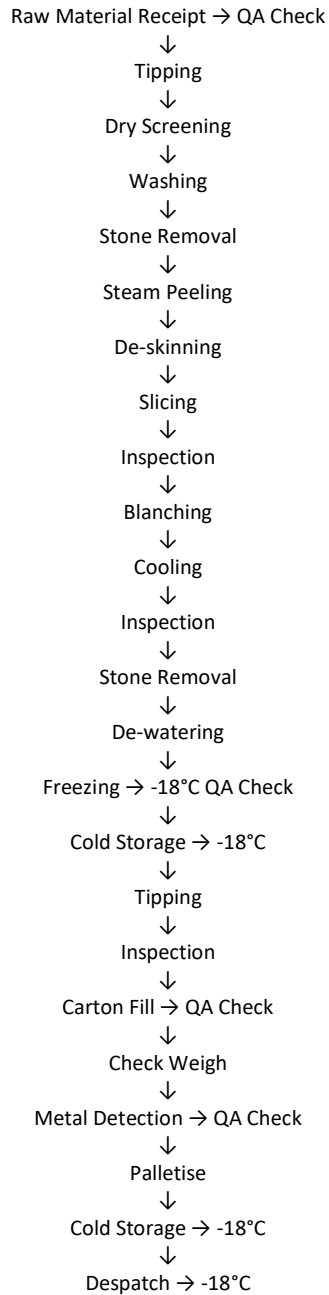 Raw Material Receipt → QA Check
↓
Tipping
↓
Dry Screening
↓
Washing
↓
Stone Removal
↓
Steam Peeling
↓
De-skinning
↓
Slicing
↓
Inspection
↓
Blanching
↓
Cooling
↓
Inspection
↓
Stone Removal
↓
De-watering
↓
Freezing → -18°C QA Check
↓
Cold Storage → -18°C
↓
Tipping
↓
Inspection
↓
Carton Fill → QA Check
↓
Check Weigh
↓
Metal Detection → QA Check
↓
Palletise
↓
Cold Storage → -18°C
↓
Despatch → -18°C